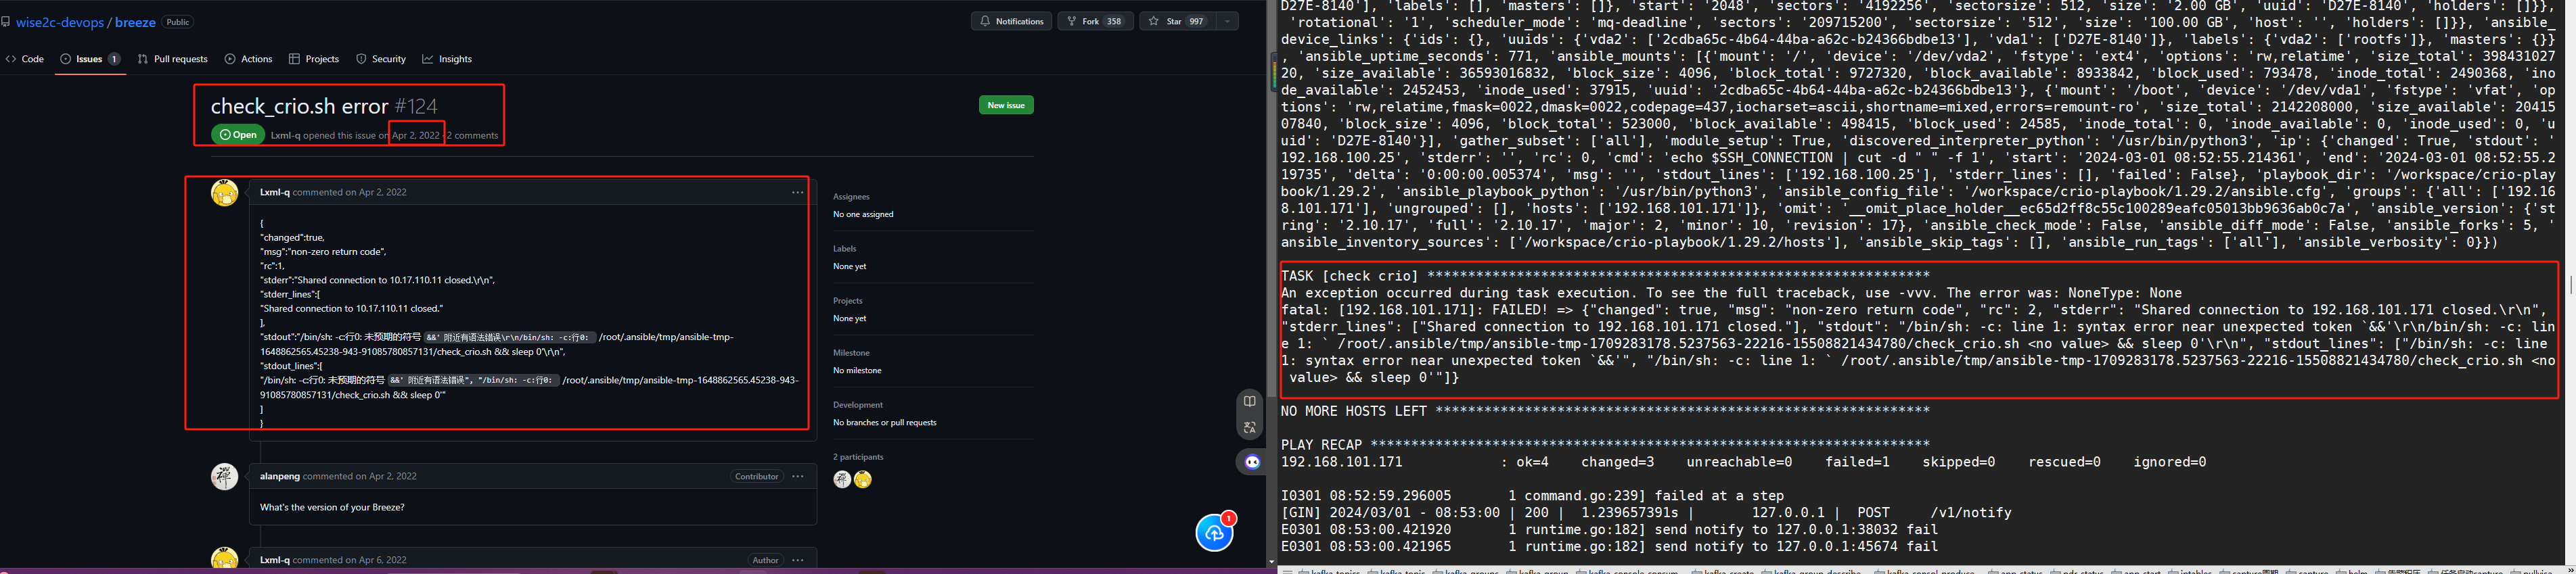 wise2c-devops / breeze Public
Notifications
Fork 358
Star 997
Code
Issues 1
Pull requests
Actions
Projects
Security
Insights
check_crio.sh error #124
New issue
Open
Lxml-q opened this issue on Apr 2, 2022 · 2 comments
Lxml-q commented on Apr 2, 2022
{
"changed":true,
"msg":"non-zero return code",
"rc":1,
"stderr":"Shared connection to 10.17.110.11 closed.\r\n",
"stderr_lines":[
"Shared connection to 10.17.110.11 closed."
],
"stdout":"/bin/sh: -c:行0: 未预期的符号 &&' 附近有语法错误\r\n/bin/sh: -c:行0: /root/.ansible/tmp/ansible-tmp-
1648862565.45238-943-91085780857131/check_crio.sh && sleep 0'\r\n",
"stdout_lines":[
"/bin/sh: -c:行0: 未预期的符号 &&' 附近有语法错误", "/bin/sh: -c:行0: /root/.ansible/tmp/ansible-tmp-1648862565.45238-943-
91085780857131/check_crio.sh && sleep 0'"
]
}
alanpeng commented on Apr 2, 2022
Contributor
What's the version of your Breeze?
Lxml-q commented on Apr 6, 2022
Author
Assignees
No one assigned
Labels
None yet
Projects
None yet
Milestone
No milestone
Development
No branches or pull requests
2 participants
1
D27E-8140'], 'labels': [], 'masters': []}, 'start': '2048', 'sectors': '4192256', 'sectorsize': 512, 'size': '2.00 GB', 'uuid': 'D27E-8140', 'holders': []}},
'rotational': '1', 'scheduler_mode': 'mq-deadline', 'sectors': '209715200', 'sectorsize': '512', 'size': '100.00 GB', 'host': '', 'holders': []}}, 'ansible_
device_links': {'ids': {}, 'uuids': {'vda2': ['2cdba65c-4b64-44ba-a62c-b24366bdbe13'], 'vda1': ['D27E-8140']}, 'labels': {'vda2': ['rootfs']}, 'masters': {}}
, 'ansible_uptime_seconds': 771, 'ansible_mounts': [{'mount': '/', 'device': '/dev/vda2', 'fstype': 'ext4', 'options': 'rw,relatime', 'size_total': 398431027
20, 'size_available': 36593016832, 'block_size': 4096, 'block_total': 9727320, 'block_available': 8933842, 'block_used': 793478, 'inode_total': 2490368, 'ino
de_available': 2452453, 'inode_used': 37915, 'uuid': '2cdba65c-4b64-44ba-a62c-b24366bdbe13'}, {'mount': '/boot', 'device': '/dev/vda1', 'fstype': 'vfat', 'op
tions': 'rw,relatime,fmask=0022,dmask=0022,codepage=437,iocharset=ascii,shortname=mixed,errors=remount-ro', 'size_total': 2142208000, 'size_available': 20415
07840, 'block_size': 4096, 'block_total': 523000, 'block_available': 498415, 'block_used': 24585, 'inode_total': 0, 'inode_available': 0, 'inode_used': 0, 'u
uid': 'D27E-8140'}], 'gather_subset': ['all'], 'module_setup': True, 'discovered_interpreter_python': '/usr/bin/python3', 'ip': {'changed': True, 'stdout': '
192.168.100.25', 'stderr': '', 'rc': 0, 'cmd': 'echo $SSH_CONNECTION | cut -d " " -f 1', 'start': '2024-03-01 08:52:55.214361', 'end': '2024-03-01 08:52:55.2
19735', 'delta': '0:00:00.005374', 'msg': '', 'stdout_lines': ['192.168.100.25'], 'stderr_lines': [], 'failed': False}, 'playbook_dir': '/workspace/crio-play
book/1.29.2', 'ansible_playbook_python': '/usr/bin/python3', 'ansible_config_file': '/workspace/crio-playbook/1.29.2/ansible.cfg', 'groups': {'all': ['192.16
8.101.171'], 'ungrouped': [], 'hosts': ['192.168.101.171']}, 'omit': '__omit_place_holder__ec65d2ff8c55c100289eafc05013bb9636ab0c7a', 'ansible_version': {'st
ring': '2.10.17', 'full': '2.10.17', 'major': 2, 'minor': 10, 'revision': 17}, 'ansible_check_mode': False, 'ansible_diff_mode': False, 'ansible_forks': 5, '
ansible_inventory_sources': ['/workspace/crio-playbook/1.29.2/hosts'], 'ansible_skip_tags': [], 'ansible_run_tags': ['all'], 'ansible_verbosity': 0}})
TASK [check crio] **************************************************************
An exception occurred during task execution. To see the full traceback, use -vvv. The error was: NoneType: None
fatal: [192.168.101.171]: FAILED! => {"changed": true, "msg": "non-zero return code", "rc": 2, "stderr": "Shared connection to 192.168.101.171 closed.\r\n",
"stderr_lines": ["Shared connection to 192.168.101.171 closed."], "stdout": "/bin/sh: -c: line 1: syntax error near unexpected token `&&'\r\n/bin/sh: -c: lin
e 1: ` /root/.ansible/tmp/ansible-tmp-1709283178.5237563-22216-15508821434780/check_crio.sh <no value> && sleep 0'\r\n", "stdout_lines": ["/bin/sh: -c: line
1: syntax error near unexpected token `&&'", "/bin/sh: -c: line 1: ` /root/.ansible/tmp/ansible-tmp-1709283178.5237563-22216-15508821434780/check_crio.sh <no
value> && sleep 0'"]}
NO MORE HOSTS LEFT *************************************************************
PLAY RECAP *********************************************************************
192.168.101.171 : ok=4 changed=3 unreachable=0 failed=1 skipped=0 rescued=0 ignored=0
I0301 08:52:59.296005 1 command.go:239] failed at a step
[GIN] 2024/03/01 - 08:53:00 | 200 | 1.239657391s | 127.0.0.1 | POST /v1/notify
E0301 08:53:00.421920 1 runtime.go:182] send notify to 127.0.0.1:38032 fail
E0301 08:53:00.421965 1 runtime.go:182] send notify to 127.0.0.1:45674 fail